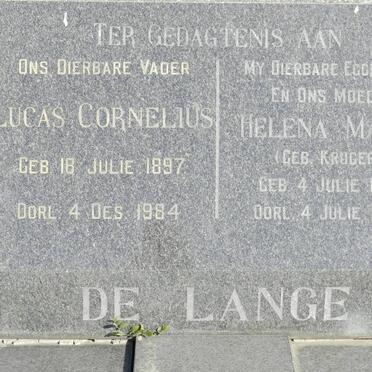 TER GEDAGTENIS AAN
ONS DIERBARE VADER
LUCAS CORNELIUS
GEB 18 JULIE 1897
OORL 4 DES 1984
MY DIERBARE
EN ONS
HELENA
(GEB. KRUGER
GEB 4 JULIE
OORL. 4 JULIE
DE LANGE